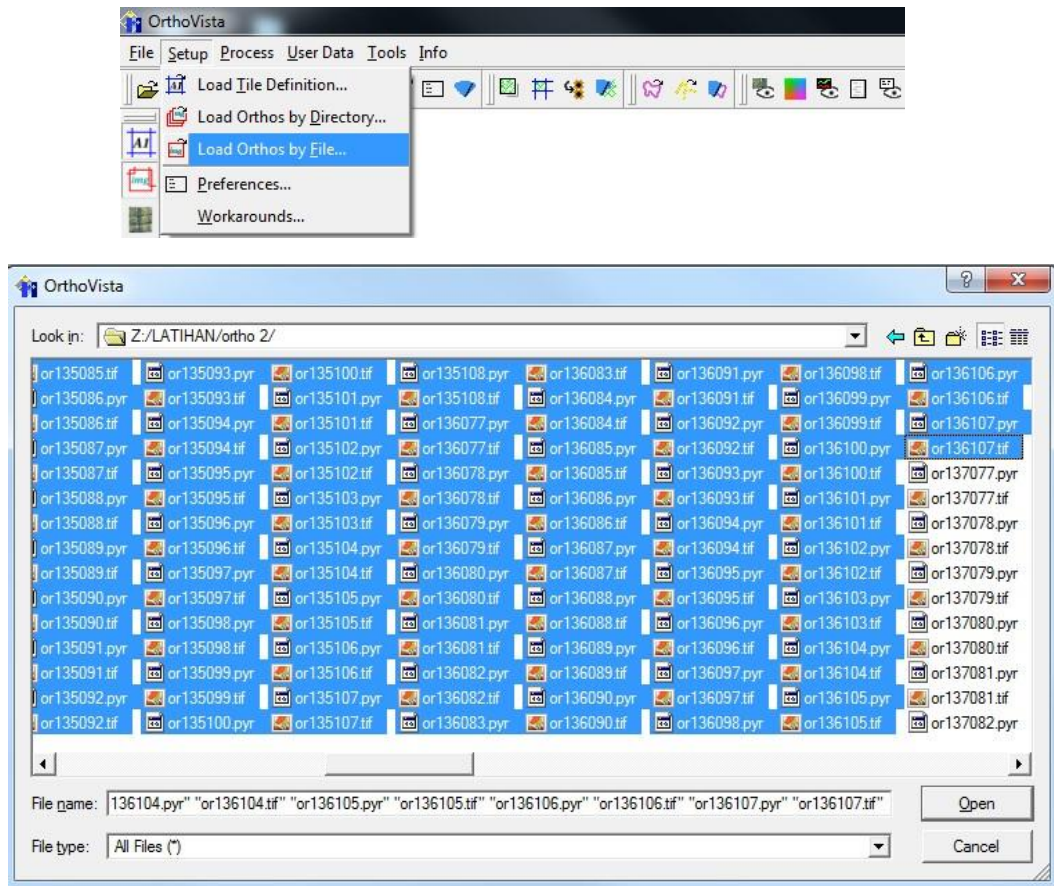 OrthoVista
File Setup Process User Data Tools Info
Load Tile Definition...
Load Orthos by Directory...
Load Orthos by File...
Preferences...
Workarounds...
OrthoVista
Look in: Z:/LATIHAN/ortho 2/
or135085.tif or135093.pyr or135100.tif or135108.pyr or136083.tif or136091.pyr or136098.tif or136106.pyr
or135086.pyr or135093.tif or135101.pyr or135108.tif or136084.pyr or136091.tif or136099.pyr or136106.tif
or135086.tif or135094.pyr or135101.tif or136077.pyr or136084.tif or136092.pyr or136099.tif or136107.pyr
or135087.pyr or135094.tif or135102.pyr or136077.tif or136085.pyr or136092.tif or136100.pyr or136107.tif
or135087.tif or135095.pyr or135102.tif or136078.pyr or136085.tif or136093.pyr or136100.tif or137077.pyr
or135088.pyr or135095.tif or135103.pyr or136078.tif or136086.pyr or136093.tif or136101.pyr or137077.tif
or135088.tif or135096.pyr or135103.tif or136079.pyr or136086.tif or136094.pyr or136101.tif or137078.pyr
or135089.pyr or135096.tif or135104.pyr or136079.tif or136087.pyr or136094.tif or136102.pyr or137078.tif
or135089.tif or135097.pyr or135104.tif or136080.pyr or136087.tif or136095.pyr or136102.tif or137079.pyr
or135090.pyr or135097.tif or135105.pyr or136080.tif or136088.pyr or136095.tif or136103.pyr or137079.tif
or135090.tif or135098.pyr or135105.tif or136081.pyr or136088.tif or136096.pyr or136103.tif or137080.pyr
or135091.pyr or135098.tif or135106.pyr or136081.tif or136089.pyr or136096.tif or136104.pyr or137080.tif
or135091.tif or135099.pyr or135106.tif or136082.pyr or136089.tif or136097.pyr or136104.tif or137081.pyr
or135092.pyr or135099.tif or135107.pyr or136082.tif or136090.pyr or136097.tif or136105.pyr or137081.tif
or135092.tif or135100.pyr or135107.tif or136083.pyr or136090.tif or136098.pyr or136105.tif or137082.pyr
File name: 136104.pyr" "or136104.tif" "or136105.pyr" "or136105.tif" "or136106.pyr" "or136106.tif" "or136107.pyr" "or136107.tif" Open
File type: All Files (*) Cancel